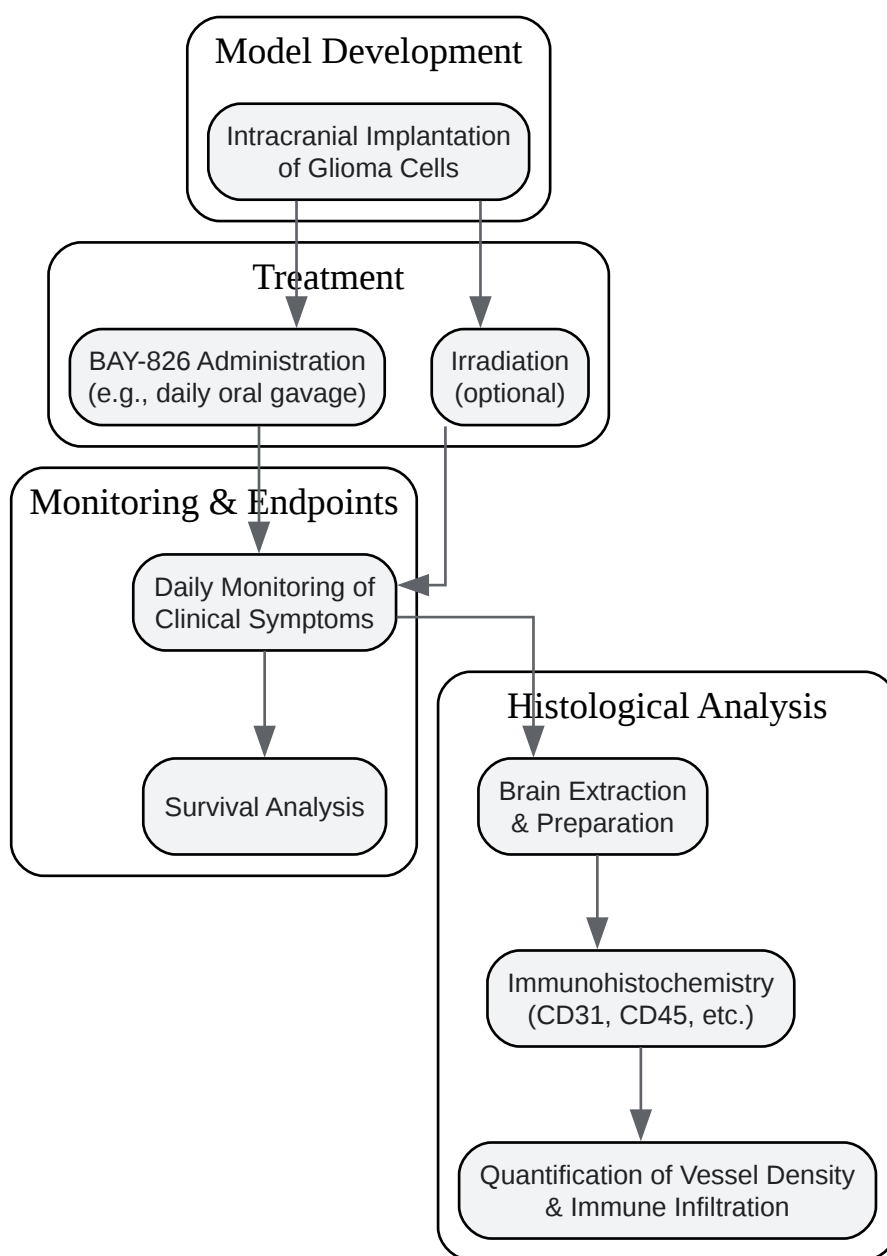 Model Development
Intracranial Implantation
of Glioma Cells
Treatment
BAY-826 Administration
(e.g., daily oral gavage)
Irradiation
(optional)
Monitoring & Endpoints
Daily Monitoring of
Clinical Symptoms
Survival Analysis
Histological Analysis
Brain Extraction
& Preparation
Immunohistochemistry
(CD31, CD45, etc.)
Quantification of Vessel Density
& Immune Infiltration